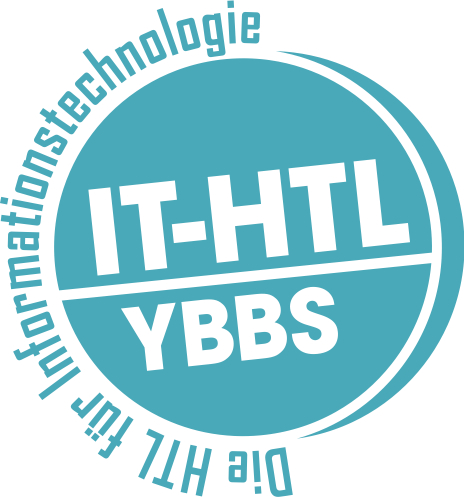 IT-HTL
YBBS
Die HTL für Informationstechnologie